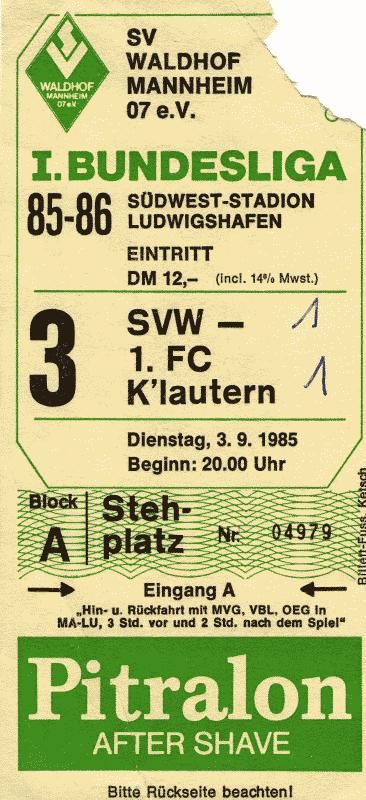 WALDHOF
MANNHEIM
07 e.V
SV
WALDHOF
MANNHEIM
07 e.V.
I. BUNDESLIGA
85-86
SÜDWEST-STADION
LUDWIGSHAFEN
EINTRITT
DM 12,– (incl. 14% Mwst.)
3
SVW – 1
1. FC
K'lautern 1
Dienstag, 3. 9. 1985
Beginn: 20.00 Uhr
Block
A
Steh-
platz
Nr. 04979
Billett-Fuss, Ketsch
Eingang A
„Hin- u. Rückfahrt mit MVG, VBL, OEG in
MA-LU, 3 Std. vor und 2 Std. nach dem Spiel“
Pitralon
AFTER SHAVE
Bitte Rückseite beachten!